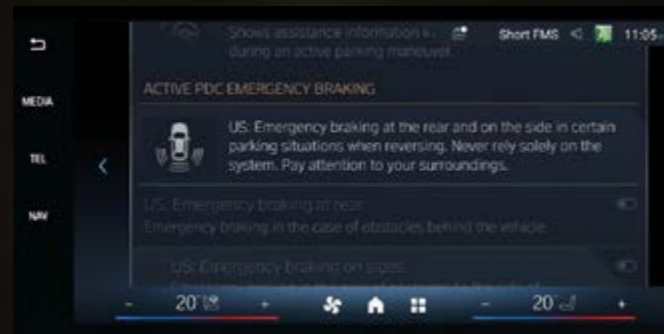 Shows assistance information
Short FMS
11:05
during an active parking maneuver.
MEDIA
ACTIVE PDC EMERGENCY BRAKING
US: Emergency braking at the rear and on the side in certain
parking situations when reversing. Never rely solely on the
system. Pay attention to your surroundings.
TEL
NAV
US: Emergency braking at rear
Emergency braking in the case of obstacles behind the vehicle.
US: Emergency braking on sides
- 20° +
- 20° +